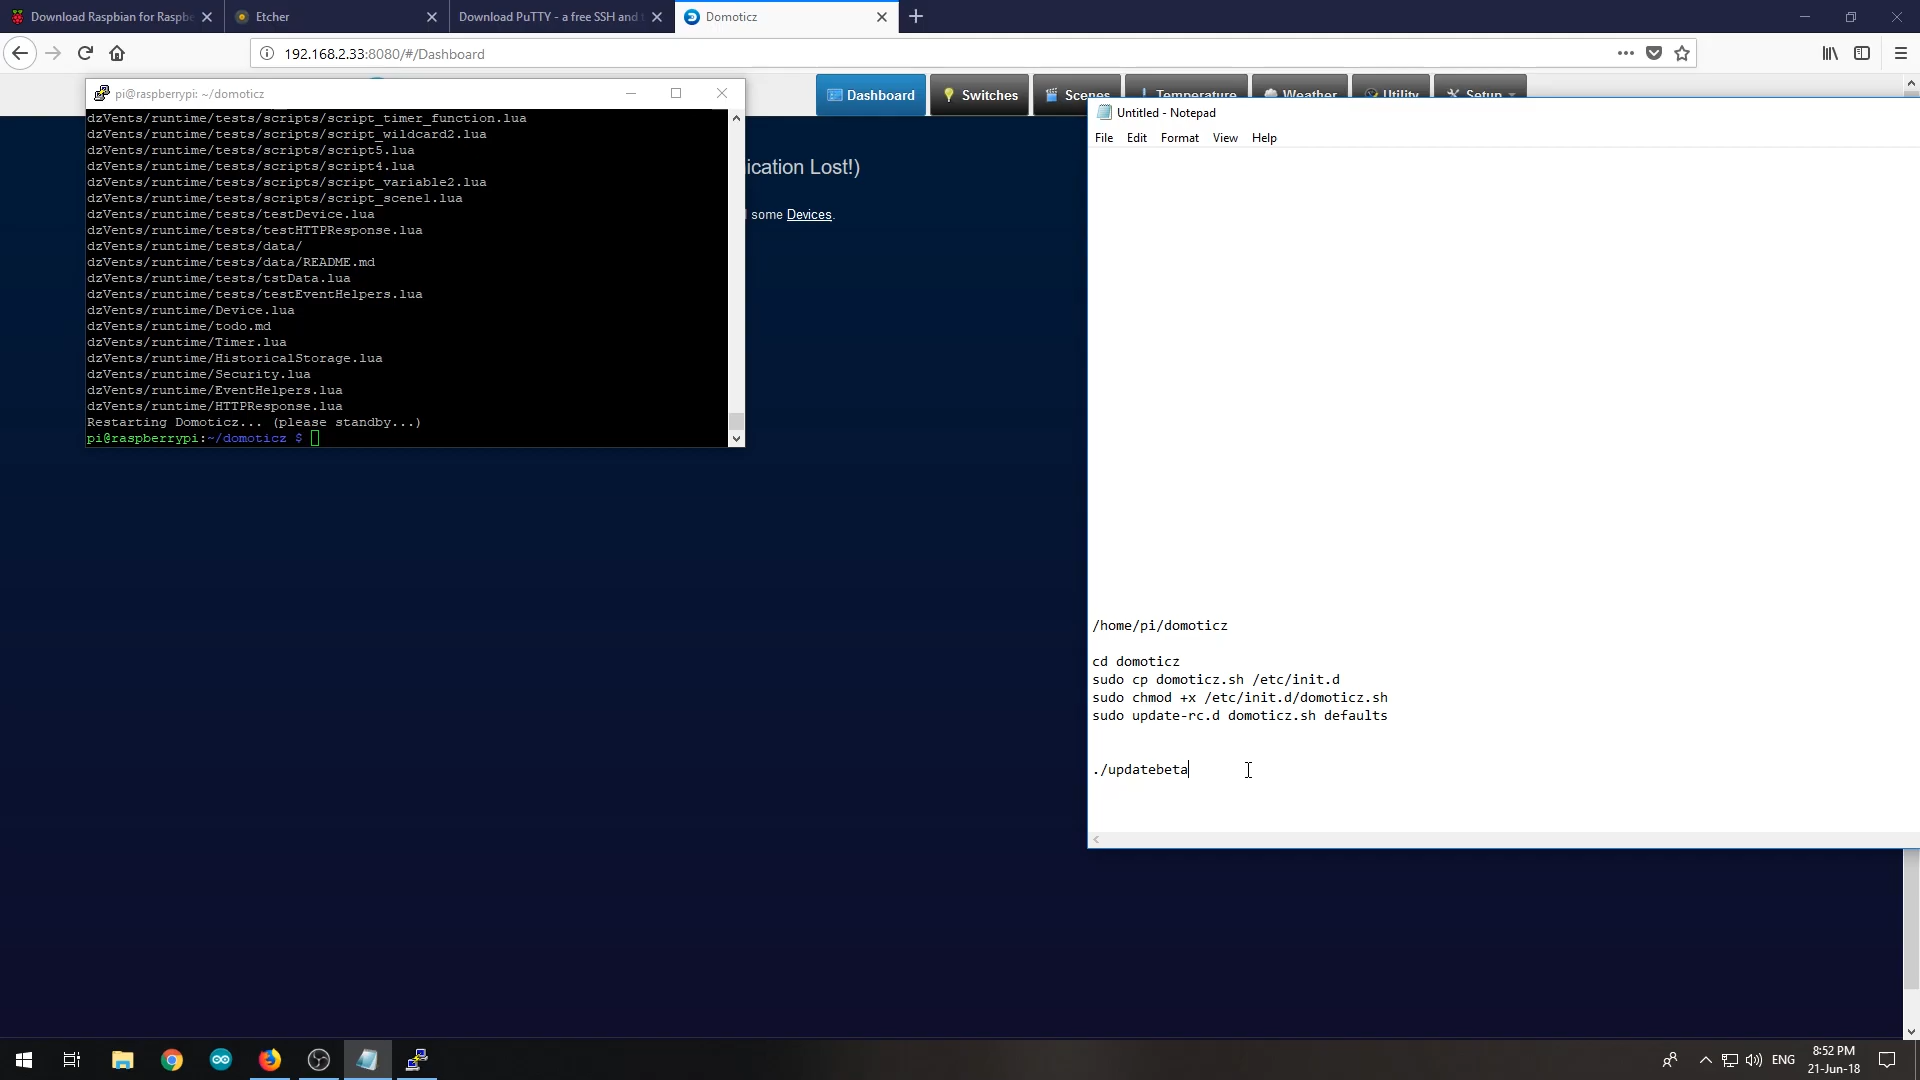 Download Raspbian for Raspbe
Etcher
Download PuTTY - a free SSH and t
Domoticz
192.168.2.33:8080/#/Dashboard
Dashboard
Switches
Scenes
Temperature
Weather
Utility
Setup
pi@raspberrypi: ~/domoticz
dzVents/runtime/tests/scripts/script_timer_function.lua
dzVents/runtime/tests/scripts/script_wildcard2.lua
dzVents/runtime/tests/scripts/script5.lua
dzVents/runtime/tests/scripts/script4.lua
dzVents/runtime/tests/scripts/script_variable2.lua
dzVents/runtime/tests/scripts/script_scene1.lua
dzVents/runtime/tests/testDevice.lua
dzVents/runtime/tests/testHTTPResponse.lua
dzVents/runtime/tests/data/
dzVents/runtime/tests/data/README.md
dzVents/runtime/tests/tstData.lua
dzVents/runtime/tests/testEventHelpers.lua
dzVents/runtime/Device.lua
dzVents/runtime/todo.md
dzVents/runtime/Timer.lua
dzVents/runtime/HistoricalStorage.lua
dzVents/runtime/Security.lua
dzVents/runtime/EventHelpers.lua
dzVents/runtime/HTTPResponse.lua
Restarting Domoticz... (please standby...)
pi@raspberrypi:~/domoticz $
ication Lost!)
some Devices.
Untitled - Notepad
File Edit Format View Help
/home/pi/domoticz
cd domoticz
sudo cp domoticz.sh /etc/init.d
sudo chmod +x /etc/init.d/domoticz.sh
sudo update-rc.d domoticz.sh defaults
./updatebeta
ENG
8:52 PM
21-Jun-18